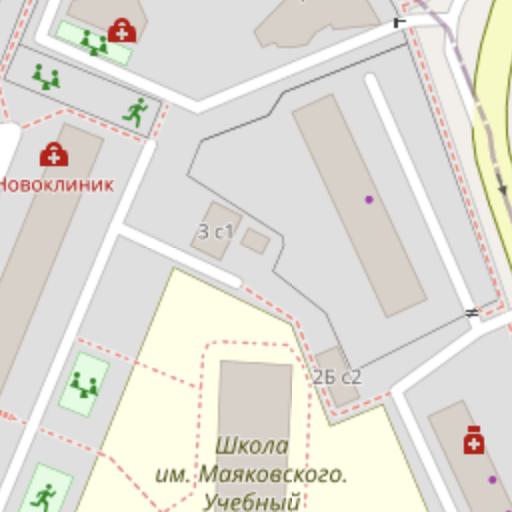 Новоклиник
3 с1
2Б с2
Школа
им. Маяковского.
Учебный